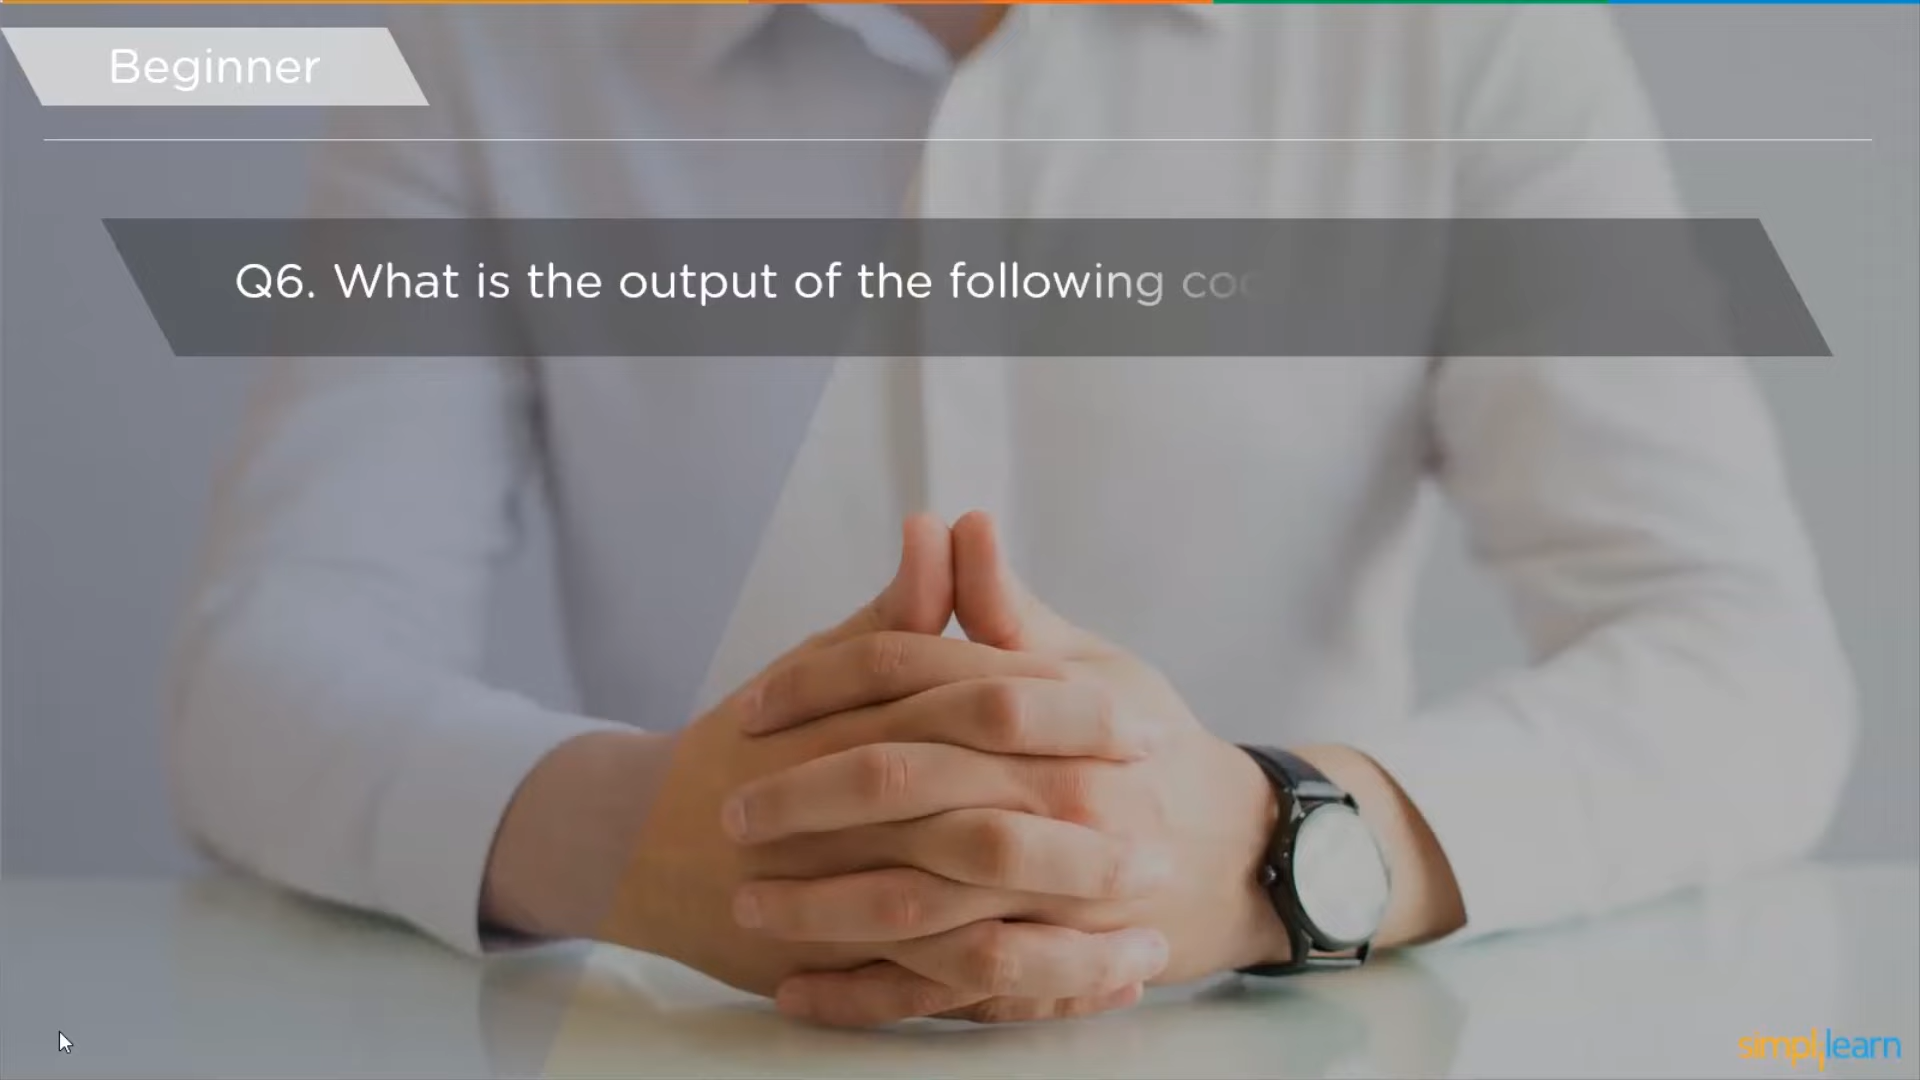 Beginner
Q6. What is the output of the following
simplilearn